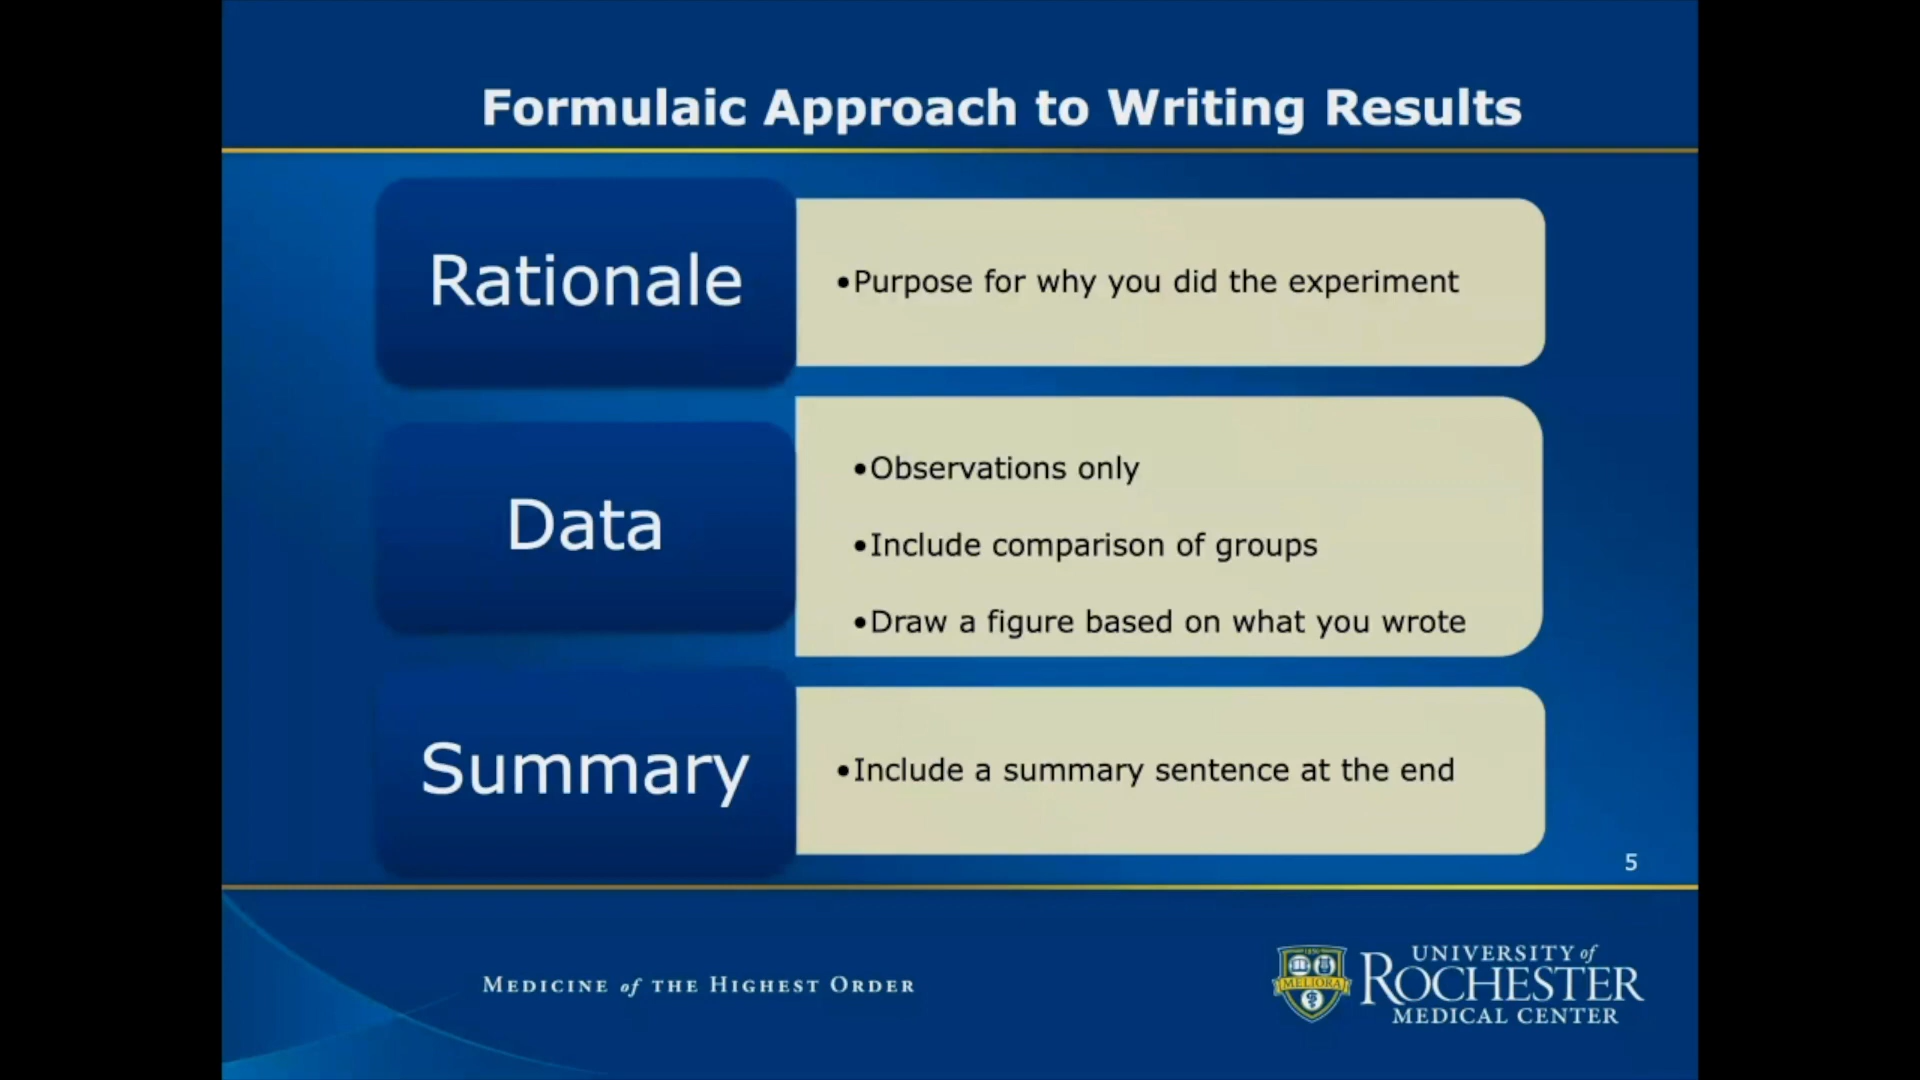 Formulaic Approach to Writing Results
Rationale
•Purpose for why you did the experiment
Data
•Observations only
•Include comparison of groups
•Draw a figure based on what you wrote
Summary
•Include a summary sentence at the end
5
MEDICINE of THE HIGHEST ORDER
MELIORA
UNIVERSITY of
ROCHESTER
MEDICAL CENTER